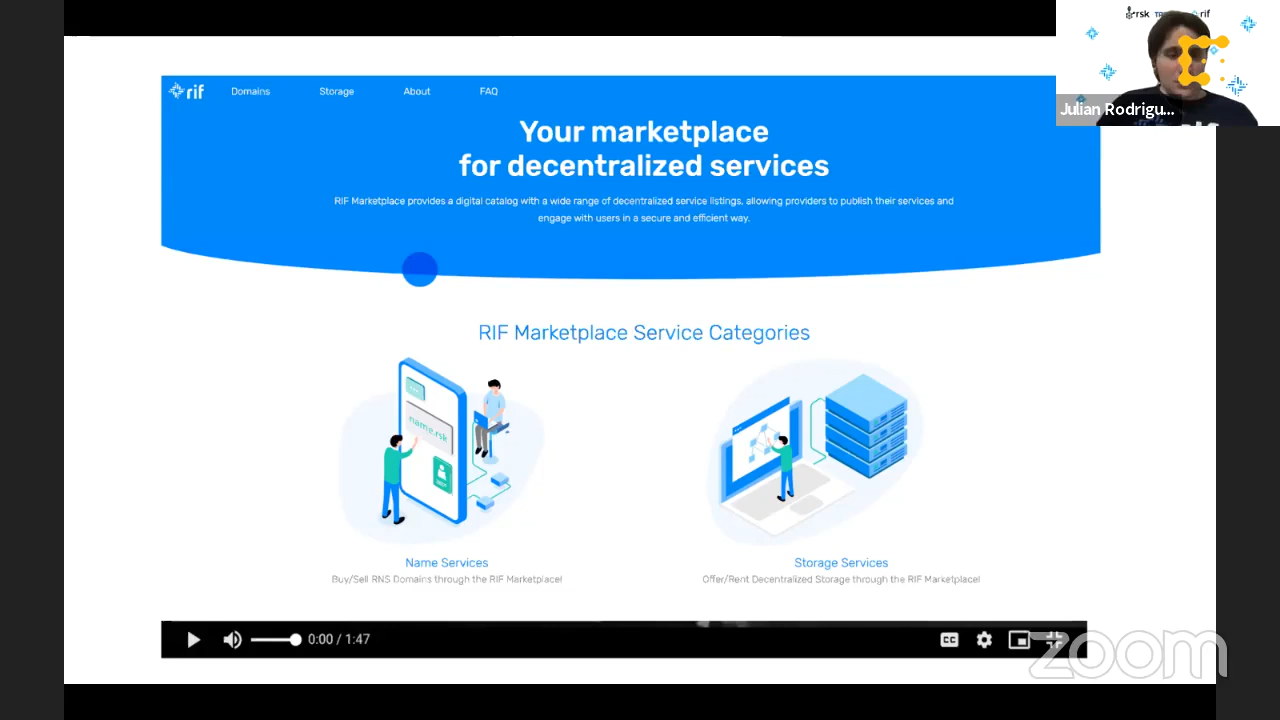 rsk
rif
Julian Rodrigu...
rif
Domains
Storage
About
FAQ
Your marketplace
for decentralized services
RIF Marketplace provides a digital catalog with a wide range of decentralized service listings, allowing providers to publish their services and
engage with users in a secure and efficient way.
RIF Marketplace Service Categories
name.rsk
Name Services
Buy/Sell RNS Domains through the RIF Marketplace!
Storage Services
Offer/Rent Decentralized Storage through the RIF Marketplace!
0:00 / 1:47
CC
zoom